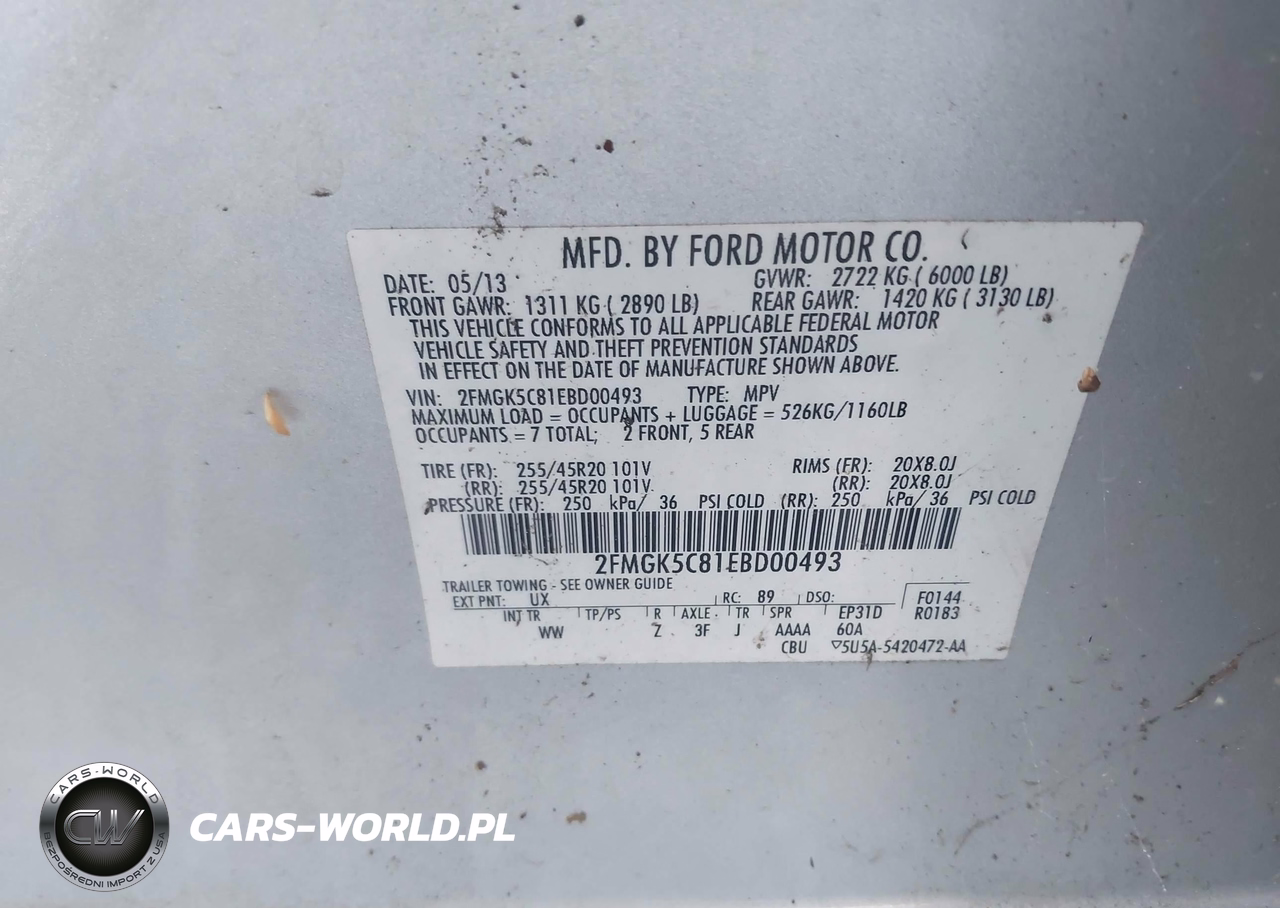 MFD. BY FORD MOTOR CO.
DATE: 05/13 GVWR: 2722 KG ( 6000 LB)
FRONT GAWR: 1311 KG ( 2890 LB) REAR GAWR: 1420 KG ( 3130 LB)
THIS VEHICLE CONFORMS TO ALL APPLICABLE FEDERAL MOTOR
VEHICLE SAFETY AND THEFT PREVENTION STANDARDS
IN EFFECT ON THE DATE OF MANUFACTURE SHOWN ABOVE.
VIN: 2FMGK5C81EBD00493 TYPE: MPV
MAXIMUM LOAD = OCCUPANTS + LUGGAGE = 526KG/1160LB
OCCUPANTS = 7 TOTAL; 2 FRONT, 5 REAR
TIRE (FR): 255/45R20 101V RIMS (FR): 20X8.0J
(RR): 255/45R20 101V (RR): 20X8.0J
PRESSURE (FR): 250 kPa/ 36 PSI COLD (RR): 250 kPa/ 36 PSI COLD
2FMGK5C81EBD00493
TRAILER TOWING - SEE OWNER GUIDE
EXT PNT: UX RC: 89 DSO: F0144
INT TR TP/PS R AXLE TR SPR EP31D R0183
WW Z 3F J AAAA 60A
CBU ▽5U5A-5420472-AA
CARS-WORLD
CW
BEZPOŚREDNI IMPORT Z USA
CARS-WORLD.PL